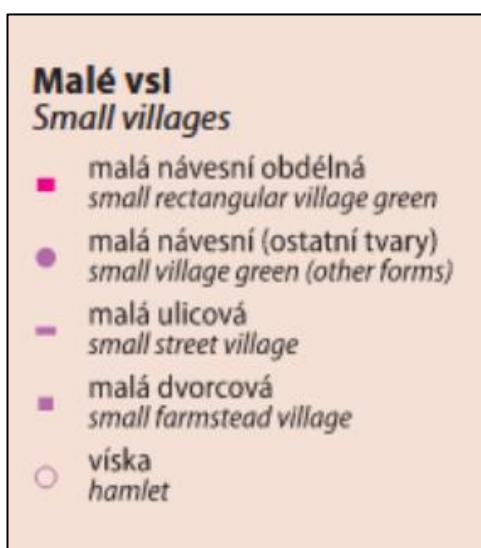 Malé vsi
Small villages
malá návesní obdélná
small rectangular village green
malá návesní (ostatní tvary)
small village green (other forms)
malá ulicová
small street village
malá dvorcová
small farmstead village
víska
hamlet